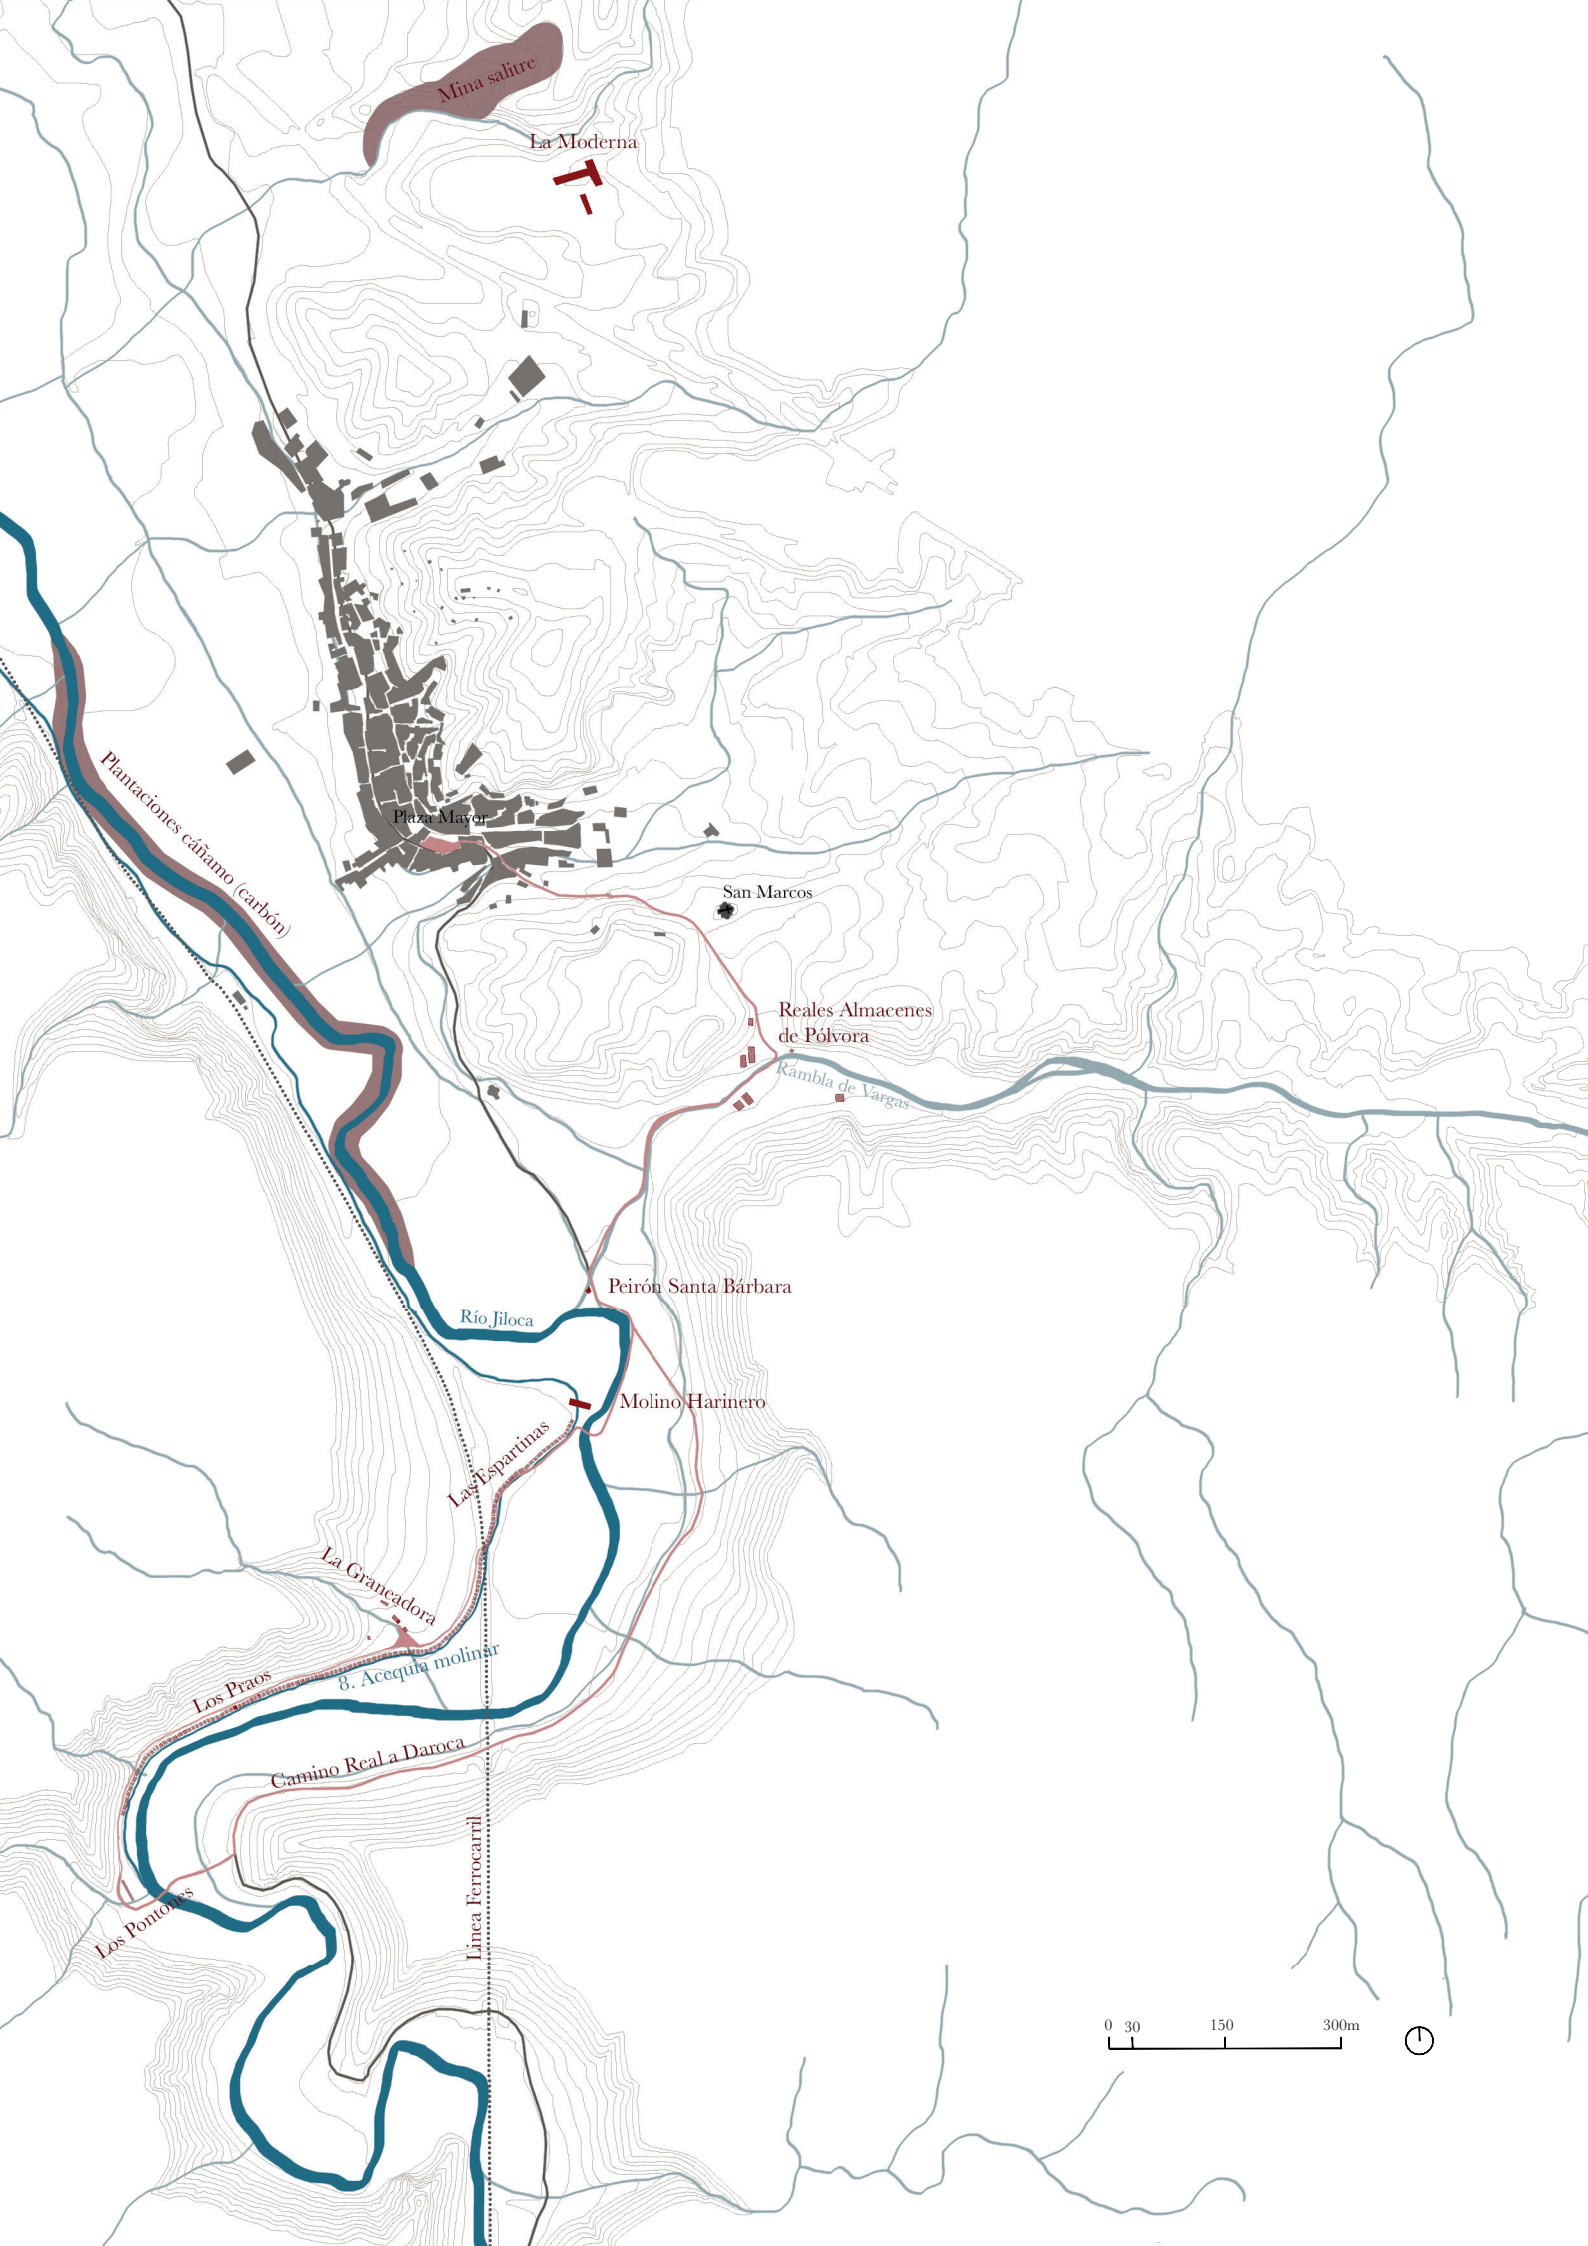 Mina salitre
La Moderna
Plantaciones cáñamo (carbón)
Plaza Mayor
San Marcos
Reales Almacenes
de Pólvora
Rambla de Vargas
Peirón Santa Bárbara
Río Jiloca
Molino Harinero
Las Espartinas
La Graneadora
8. Acequia molinar
Los Praos
Camino Real a Daroca
Linea Ferrocarril
Los Pontones
0 30 150 300m